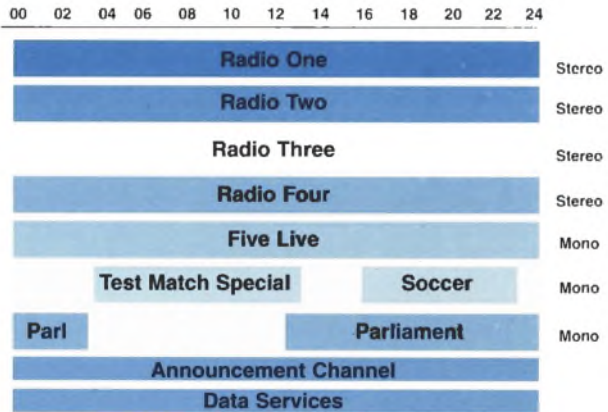 00 02 04 06 08 10 12 14 16 18 20 22 24
Radio One Stereo
Radio Two Stereo
Radio Three Stereo
Radio Four Stereo
Five Live Mono
Test Match Special Soccer Mono
Parl Parliament Mono
Announcement Channel
Data Services